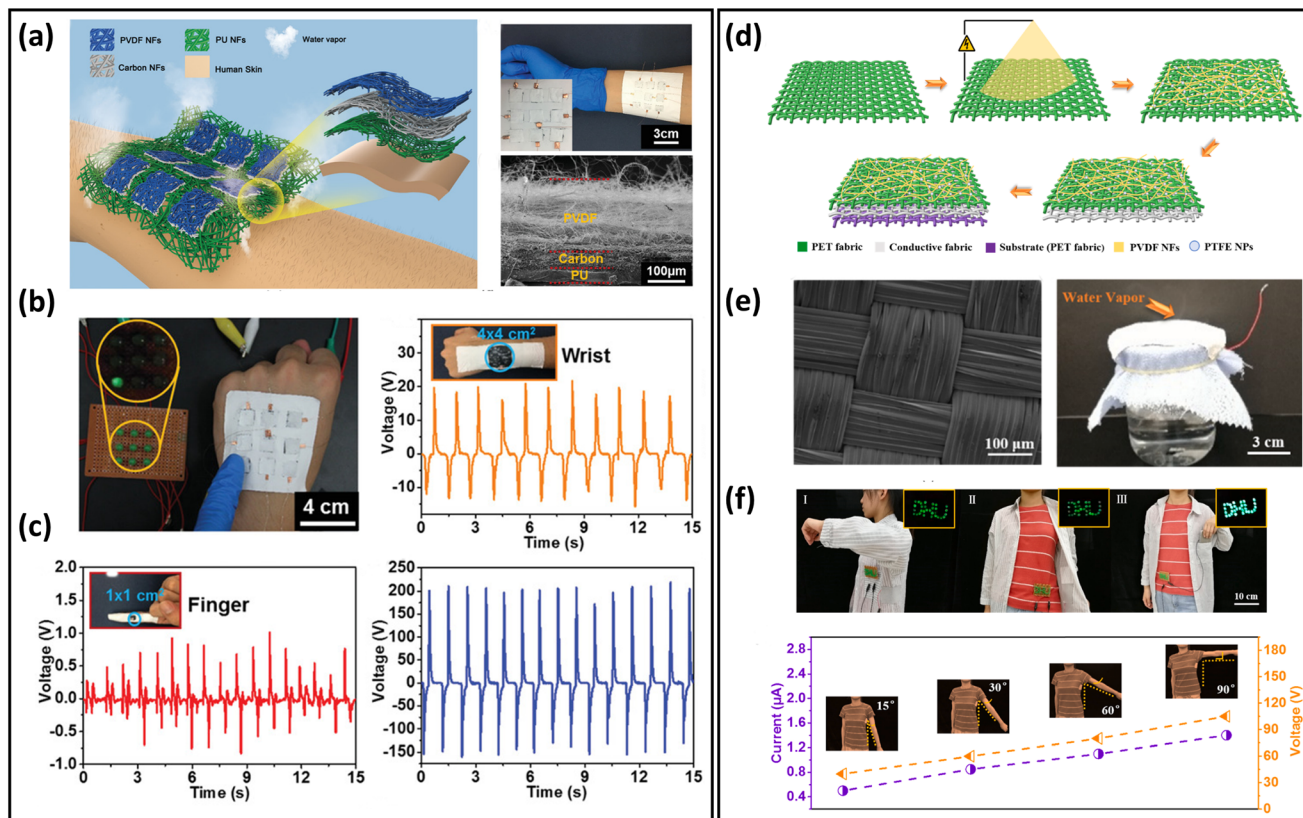 (a)
PVDF NFs
PU NFs
Water vapor
Carbon NFs
Human Skin
3cm
PVDF
Carbon
PU
100μm
(b)
4 cm
4x4 cm²
Wrist
Voltage (V)
30
20
10
0
-10
0 3 6 9 12 15
Time (s)
(c)
1x1 cm²
Finger
Voltage (V)
2.0
1.5
1.0
0.5
0.0
-0.5
-1.0
0 3 6 9 12 15
Time (s)
Voltage (V)
250
200
150
100
50
0
-50
-100
-150
0 3 6 9 12 15
Time (s)
(d)
PET fabric
Conductive fabric
Substrate (PET fabric)
PVDF NFs
PTFE NPs
(e)
100 μm
Water Vapor
3 cm
(f)
I
DHU
II
DHU
III
DHU
10 cm
Current (μA)
2.8
2.4
2.0
1.6
1.2
0.8
0.4
15°
30°
60°
90°
180
150
120
90
60
30
0
Voltage (V)